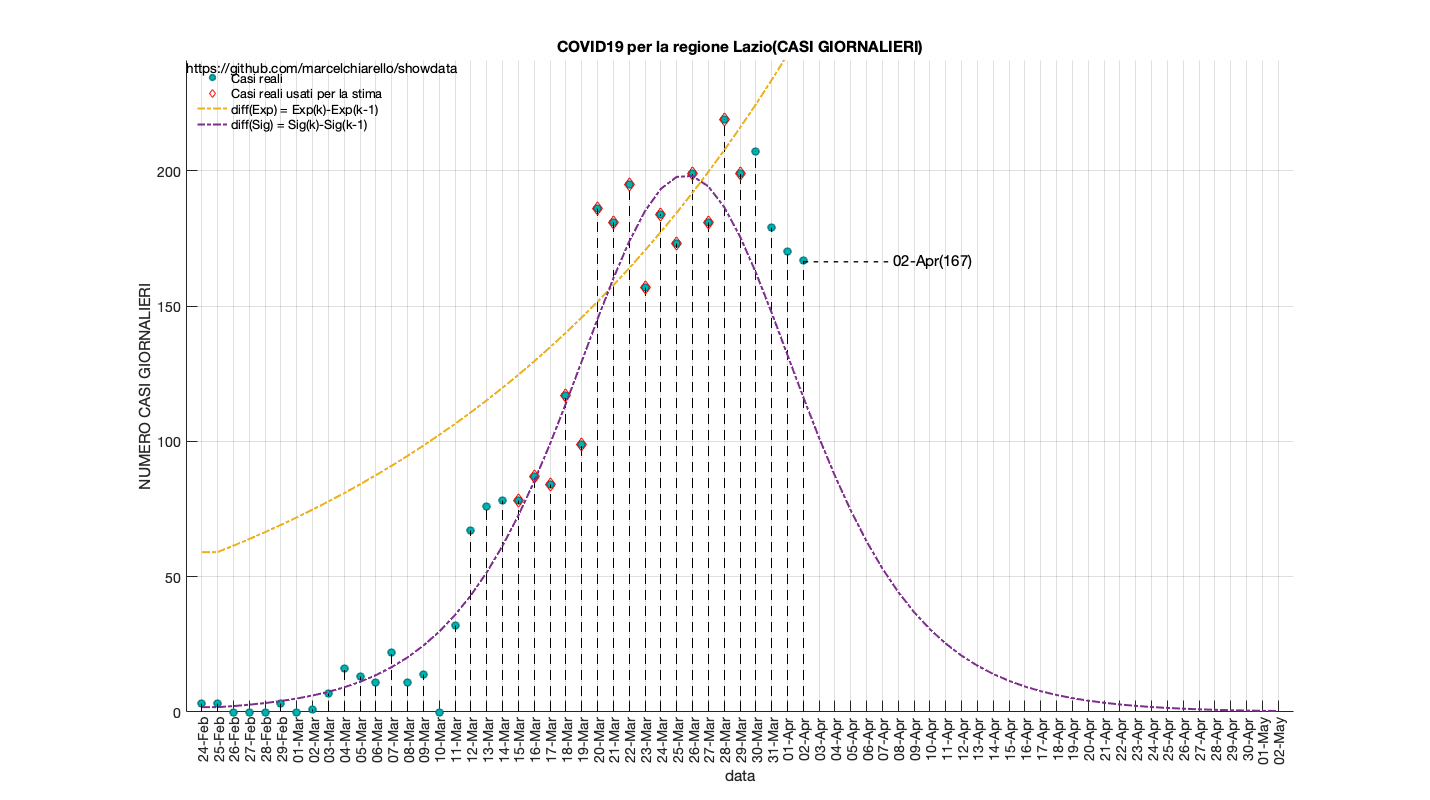 COVID19 per la regione Lazio(CASI GIORNALIERI)
https://github.com/marcelchiarello/showdata
Casi reali
Casi reali usati per la stima
diff(Exp) = Exp(k)-Exp(k-1)
diff(Sig) = Sig(k)-Sig(k-1)
NUMERO CASI GIORNALIERI
200
150
100
50
0
02-Apr(167)
24-Feb
25-Feb
26-Feb
27-Feb
28-Feb
29-Feb
01-Mar
02-Mar
03-Mar
04-Mar
05-Mar
06-Mar
07-Mar
08-Mar
09-Mar
10-Mar
11-Mar
12-Mar
13-Mar
14-Mar
15-Mar
16-Mar
17-Mar
18-Mar
19-Mar
20-Mar
21-Mar
22-Mar
23-Mar
24-Mar
25-Mar
26-Mar
27-Mar
28-Mar
29-Mar
30-Mar
31-Mar
01-Apr
02-Apr
03-Apr
04-Apr
05-Apr
06-Apr
07-Apr
08-Apr
09-Apr
10-Apr
11-Apr
12-Apr
13-Apr
14-Apr
15-Apr
16-Apr
17-Apr
18-Apr
19-Apr
20-Apr
21-Apr
22-Apr
23-Apr
24-Apr
25-Apr
26-Apr
27-Apr
28-Apr
29-Apr
30-Apr
01-May
02-May
data